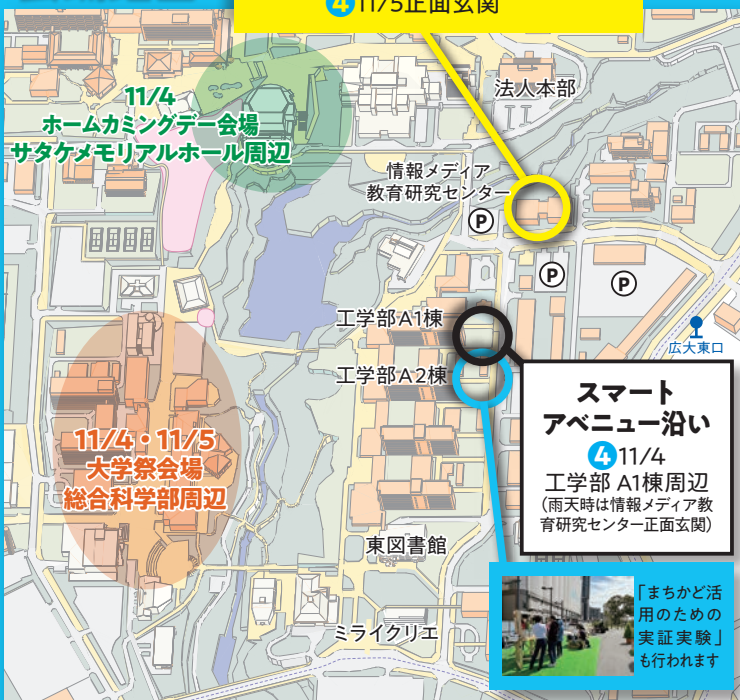 ④11/5正面玄関
11/4
ホームカミングデー会場
サタケメモリアルホール周辺
法人本部
情報メディア
教育研究センター
P
P
P
工学部A1棟
広大東口
工学部A2棟
スマート
アベニュー沿い
④11/4
工学部 A1棟周辺
(雨天時は情報メディア教
育研究センター正面玄関)
11/4・11/5
大学祭会場
総合科学部周辺
東図書館
ミライクリエ
「まちかど活
用のための
実証実験」
も行われます